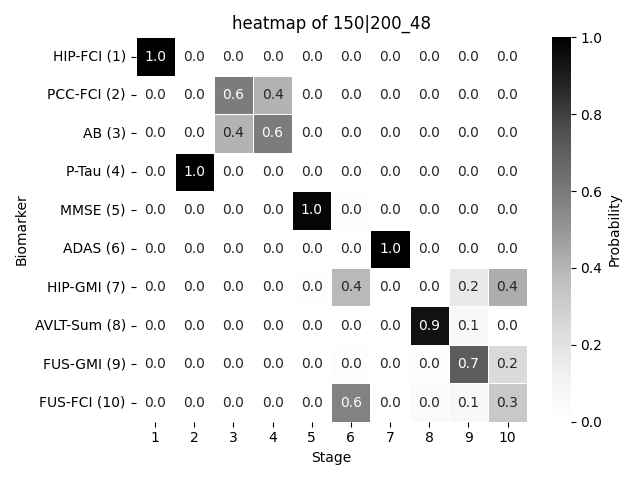 heatmap of 150|200_48
HIP-FCI (1) 1.0 0.0 0.0 0.0 0.0 0.0 0.0 0.0 0.0 0.0
PCC-FCI (2) 0.0 0.0 0.6 0.4 0.0 0.0 0.0 0.0 0.0 0.0
AB (3) 0.0 0.0 0.4 0.6 0.0 0.0 0.0 0.0 0.0 0.0
P-Tau (4) 0.0 1.0 0.0 0.0 0.0 0.0 0.0 0.0 0.0 0.0
MMSE (5) 0.0 0.0 0.0 0.0 1.0 0.0 0.0 0.0 0.0 0.0
ADAS (6) 0.0 0.0 0.0 0.0 0.0 0.0 1.0 0.0 0.0 0.0
HIP-GMI (7) 0.0 0.0 0.0 0.0 0.0 0.4 0.0 0.0 0.2 0.4
AVLT-Sum (8) 0.0 0.0 0.0 0.0 0.0 0.0 0.0 0.9 0.1 0.0
FUS-GMI (9) 0.0 0.0 0.0 0.0 0.0 0.0 0.0 0.0 0.7 0.2
FUS-FCI (10) 0.0 0.0 0.0 0.0 0.0 0.6 0.0 0.0 0.1 0.3
1 2 3 4 5 6 7 8 9 10
Stage
Biomarker
1.0
0.8
0.6
0.4
0.2
0.0
Probability